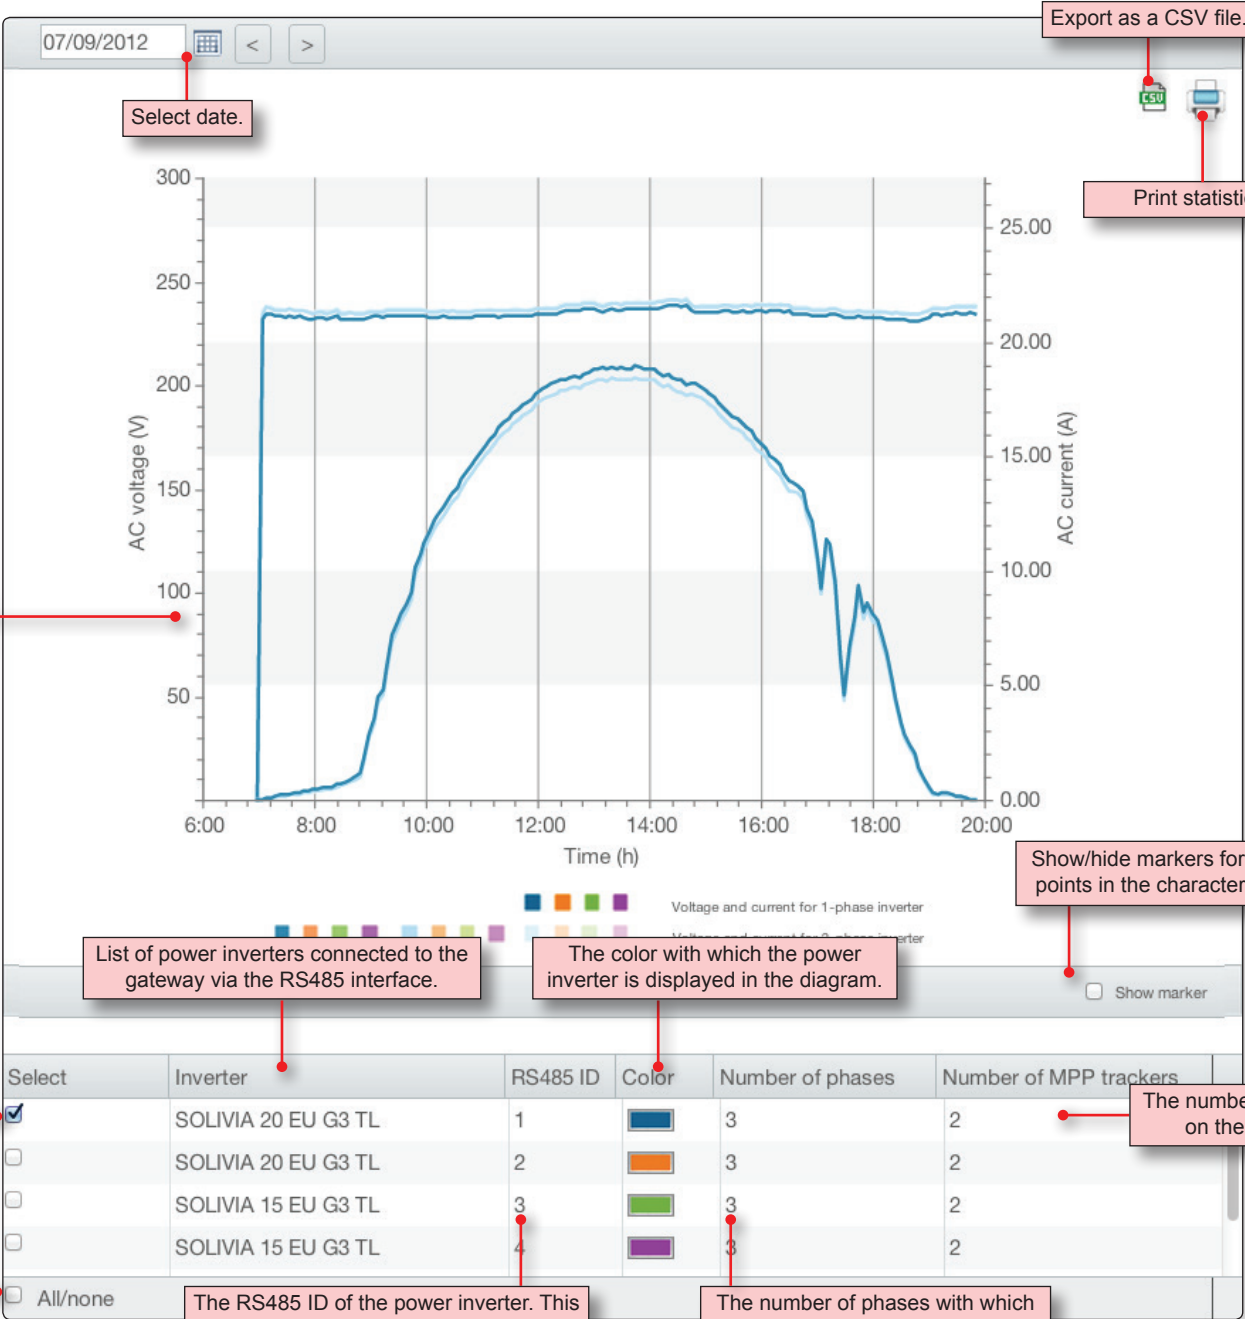 Export as a CSV file.
07/09/2012
<
>
CSV
Select date.
Print
300
250
200
150
100
50
AC voltage (V)
25.00
20.00
15.00
10.00
5.00
0.00
AC current (A)
6:00 8:00 10:00 12:00 14:00 16:00 18:00 20:00
Time (h)
Show/hide markers for
points in the
Voltage and current for 1-phase inverter
List of power inverters connected to the
gateway via the RS485 interface.
The color with which the power
inverter is displayed in the diagram.
Show marker
Select Inverter RS485 ID Color Number of phases Number of MPP trackers
SOLIVIA 20 EU G3 TL 1 3 2
The
on the
SOLIVIA 20 EU G3 TL 2 3 2
SOLIVIA 15 EU G3 TL 3 3 2
SOLIVIA 15 EU G3 TL 4 3 2
All/none
The RS485 ID of the power inverter. This
The number of phases with which